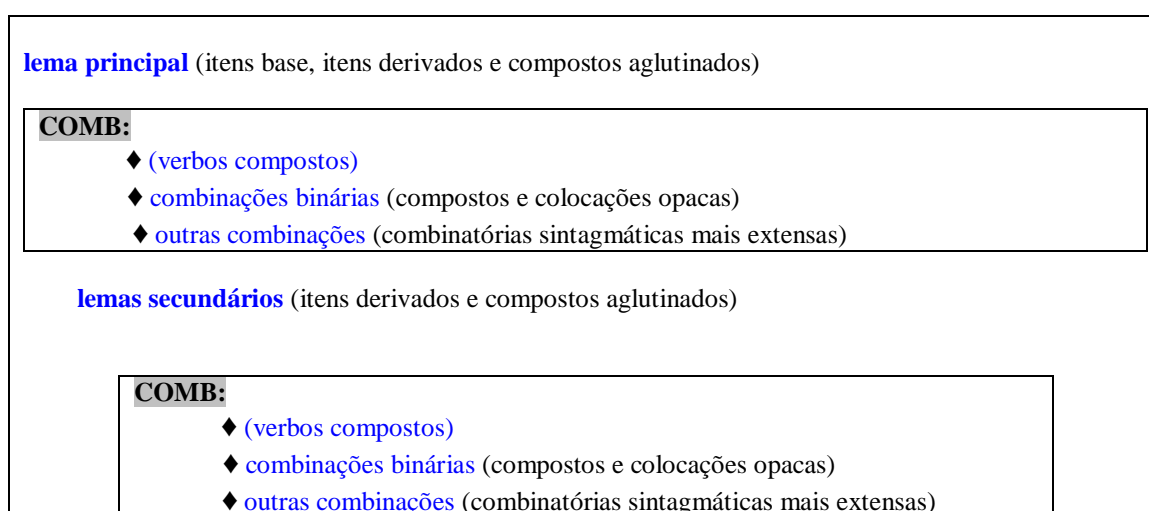 lema principal (itens base, itens derivados e compostos aglutinados)
COMB:
♦ (verbos compostos)
♦ combinações binárias (compostos e colocações opacas)
♦ outras combinações (combinatórias sintagmáticas mais extensas)
lemas secundários (itens derivados e compostos aglutinados)
COMB:
♦ (verbos compostos)
♦ combinações binárias (compostos e colocações opacas)
♦ outras combinações (combinatórias sintagmáticas mais extensas)